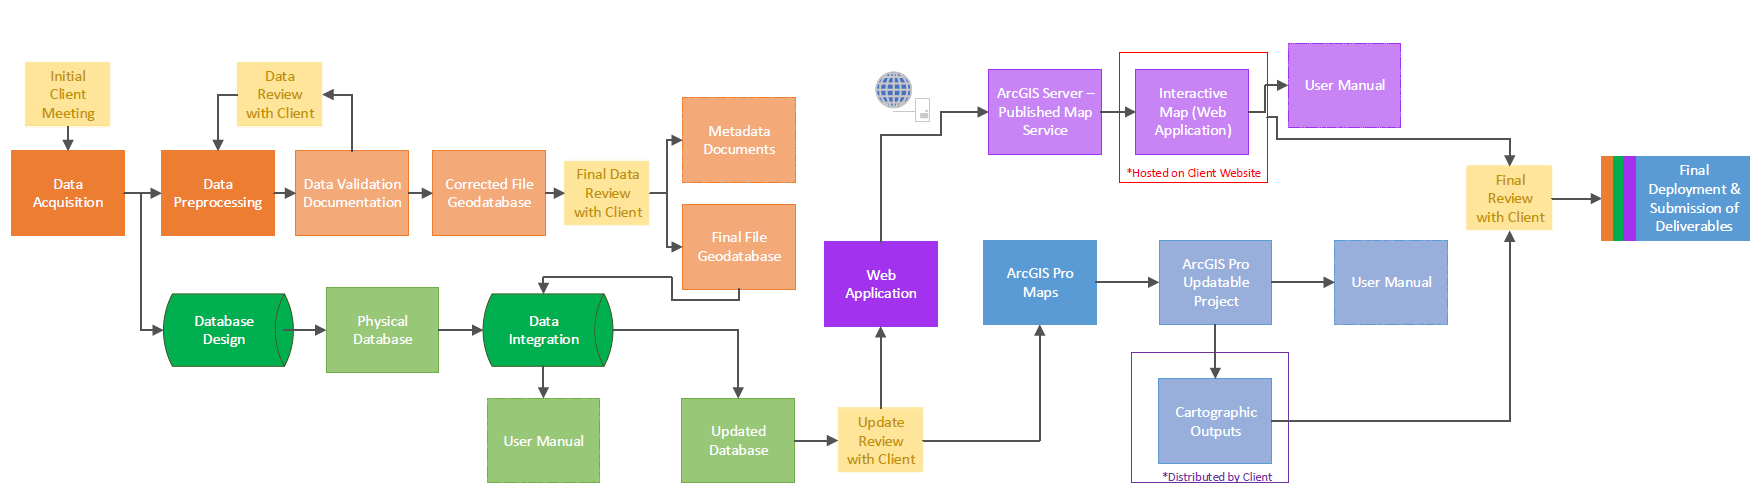 Initial
Client
Meeting
Data
Review
with Client
Data
Acquisition
Data
Preprocessing
Data Validation
Documentation
Corrected File
Geodatabase
Final Data
Review
with Client
Metadata
Documents
Final File
Geodatabase
Database
Design
Physical
Database
Data
Integration
User Manual
Updated
Database
Update
Review
with Client
Web
Application
ArcGIS Server –
Published Map
Service
Interactive
Map (Web
Application)
*Hosted on Client Website
User Manual
ArcGIS Pro
Maps
ArcGIS Pro
Updatable
Project
User Manual
Cartographic
Outputs
*Distributed by Client
Final
Review
with Client
Final
Deployment &
Submission of
Deliverables